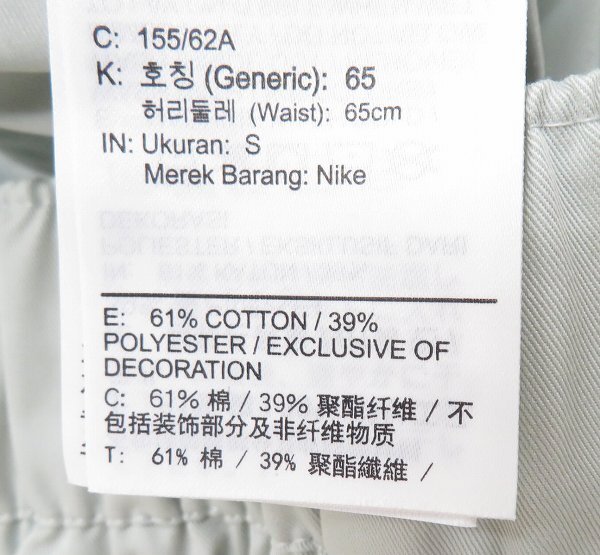 C: 155/62A
K: 호칭 (Generic): 65
허리둘레 (Waist): 65cm
IN: Ukuran: S
Merek Barang: Nike
E: 61% COTTON / 39%
POLYESTER / EXCLUSIVE OF
DECORATION
C: 61% 棉 / 39% 聚酯纤维 / 不
包括装饰部分及非纤维物质
T: 61% 棉 / 39% 聚酯纖維 /